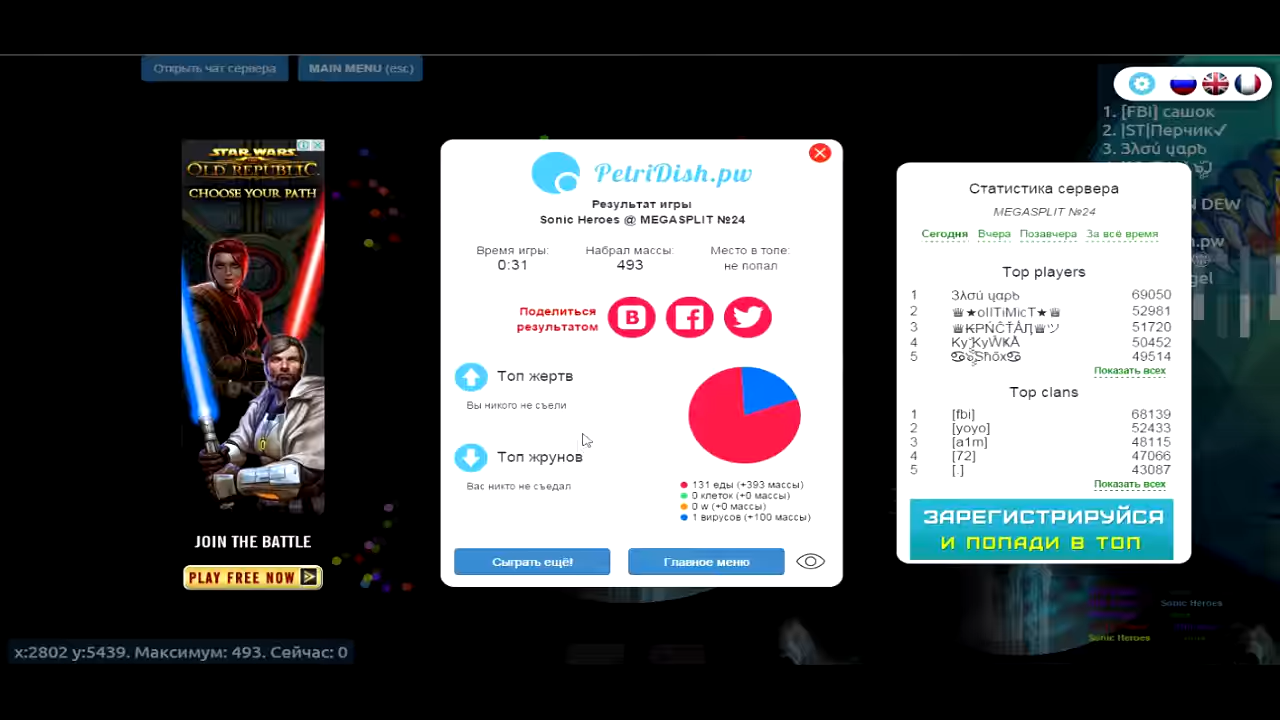 Открыть чат сервера
MAIN MENU (esc)
1. [FBI] сашок
2. |ST|Перчик✓
3. Зλσύ ɥαρъ
DEW
.pw
gel
STAR WARS
OLD REPUBLIC
CHOOSE YOUR PATH
JOIN THE BATTLE
PLAY FREE NOW
PetriDish.pw
Результат игры
Sonic Heroes @ MEGASPLIT №24
Время игры:
0:31
Набрал массы:
493
Место в топе:
не попал
Поделиться
результатом
Топ жертв
Вы никого не съели
Топ жрунов
Вас никто не съедал
131 еды (+393 массы)
0 клеток (+0 массы)
0 w (+0 массы)
1 вирусов (+100 массы)
Сыграть ещё!
Главное меню
Статистика сервера
MEGASPLIT №24
Сегодня Вчера Позавчера За всё время
Top players
1 Зλσύ ɥαρъ 69050
2 52981
3 51720
4 50452
5 49514
Показать всех
Top clans
1 [fbi] 68139
2 [yoyo] 52433
3 [a1m] 48115
4 [72] 47066
5 [.] 43087
Показать всех
ЗАРЕГИСТРИРУЙСЯ
И ПОПАДИ В ТОП
Sonic Heroes
Sonic Heroes
x:2802 y:5439. Максимум: 493. Сейчас: 0